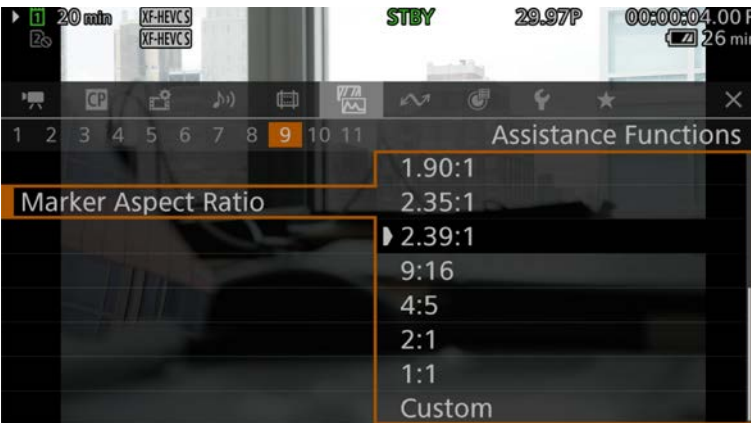 1 20 min XF-HEVC S STBY 29.97P 00:00:04.00
2 XF-HEVC S 26 min
CP
1 2 3 4 5 6 7 8 9 10 11 Assistance Functions
1.90:1
Marker Aspect Ratio 2.35:1
2.39:1
9:16
4:5
2:1
1:1
Custom